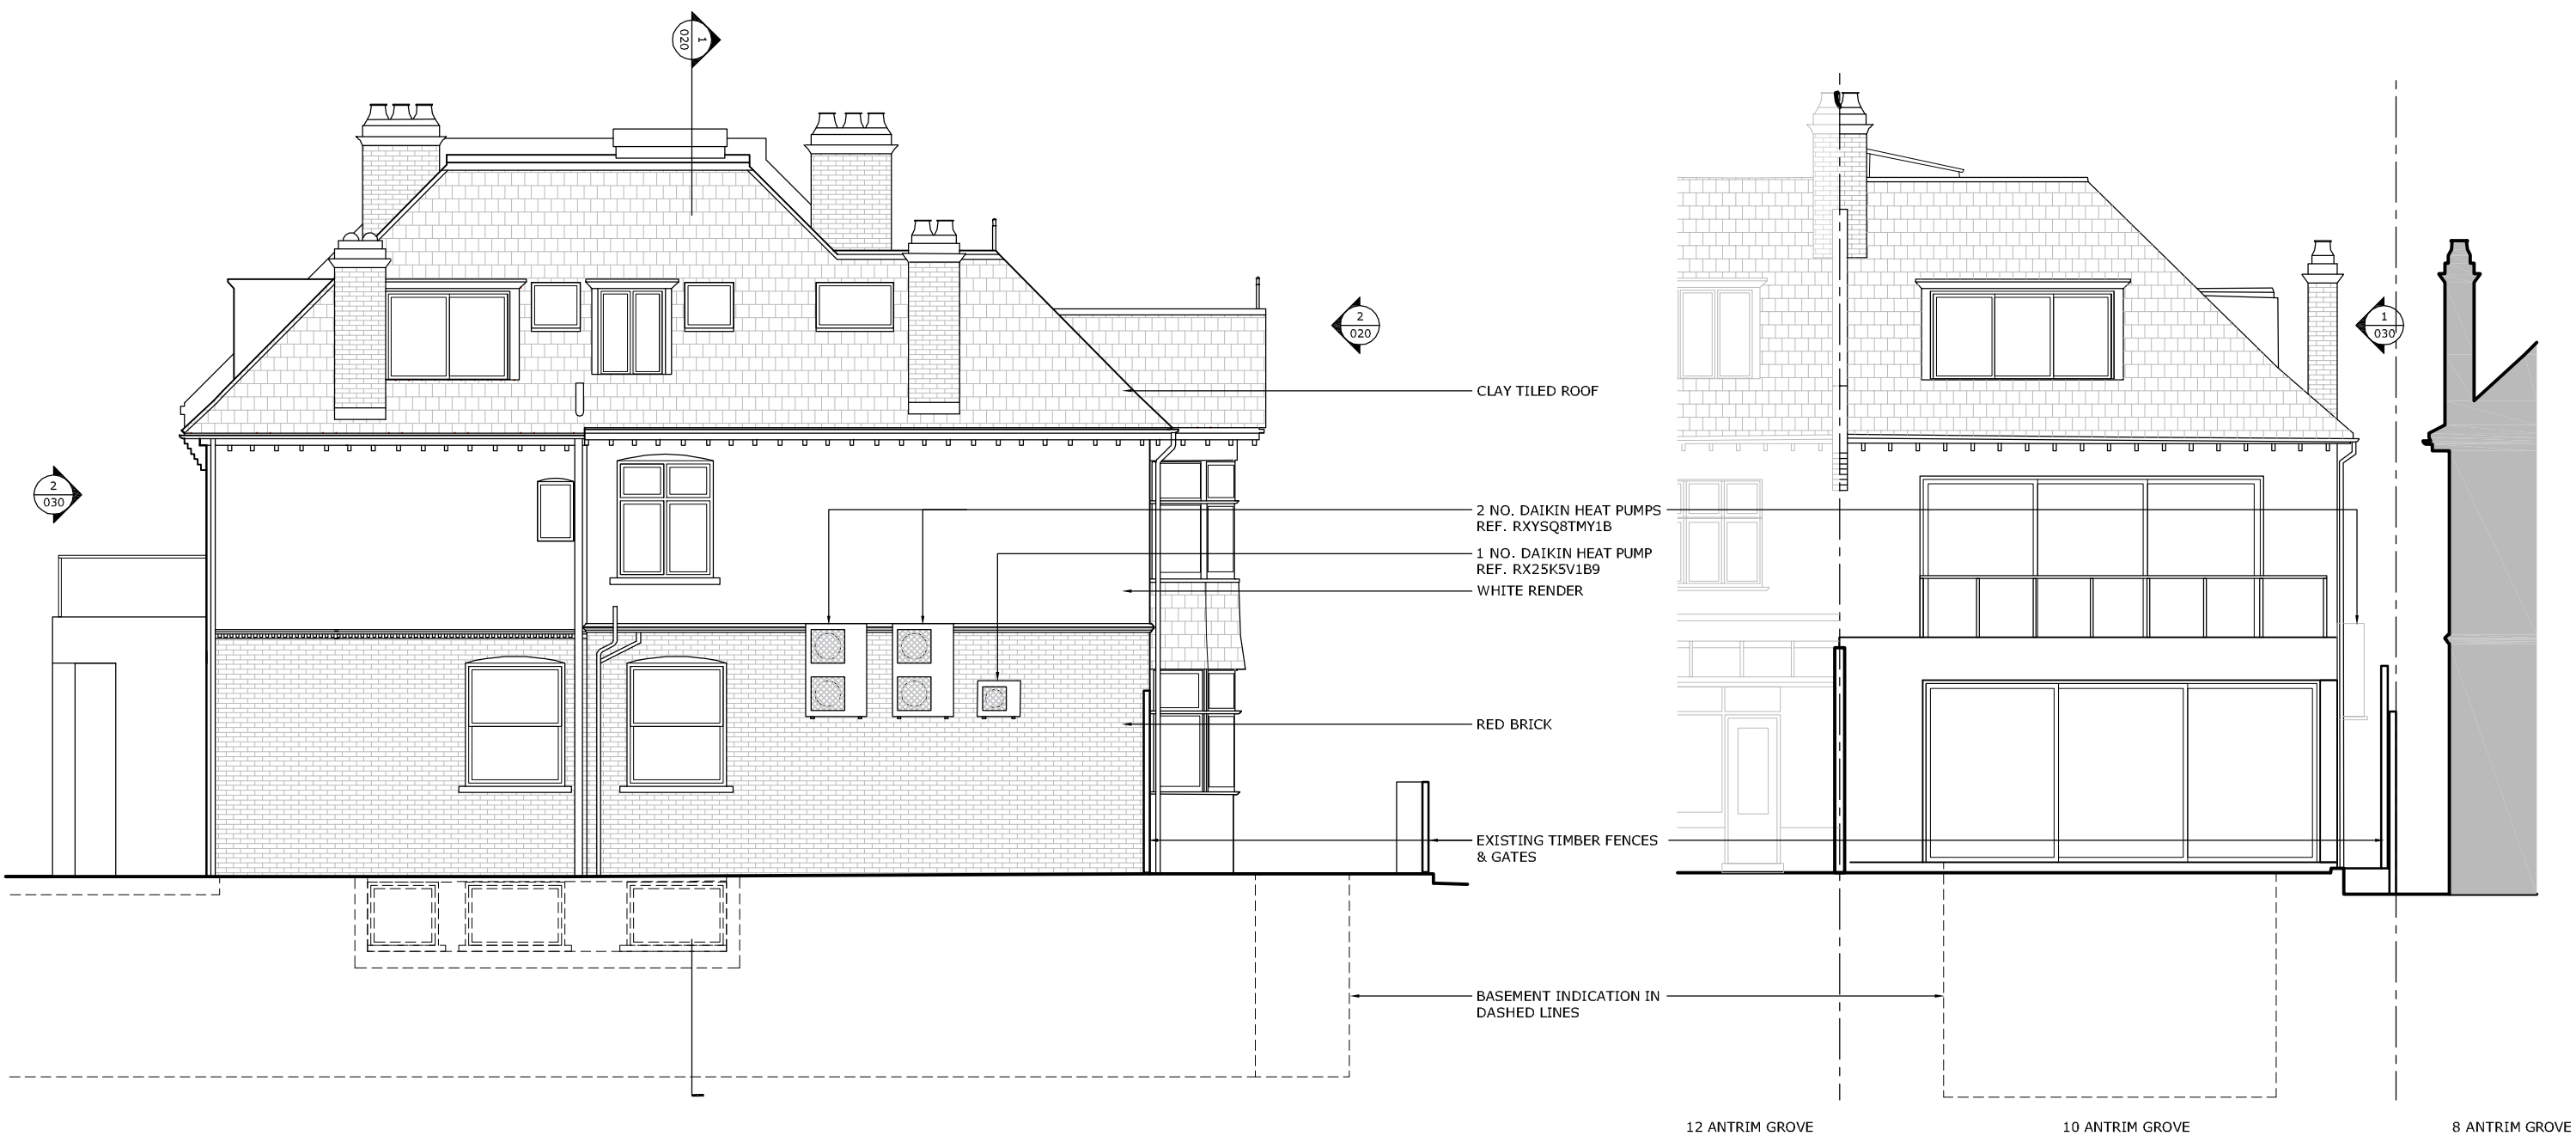 1
020
2
020
1
030
CLAY TILED ROOF
2
030
2 NO. DAIKIN HEAT PUMPS
REF. RXYSQ8TMY1B
1 NO. DAIKIN HEAT PUMP
REF. RX25K5V1B9
WHITE RENDER
RED BRICK
EXISTING TIMBER FENCES
& GATES
BASEMENT INDICATION IN
DASHED LINES
12 ANTRIM GROVE
10 ANTRIM GROVE
8 ANTRIM GROVE